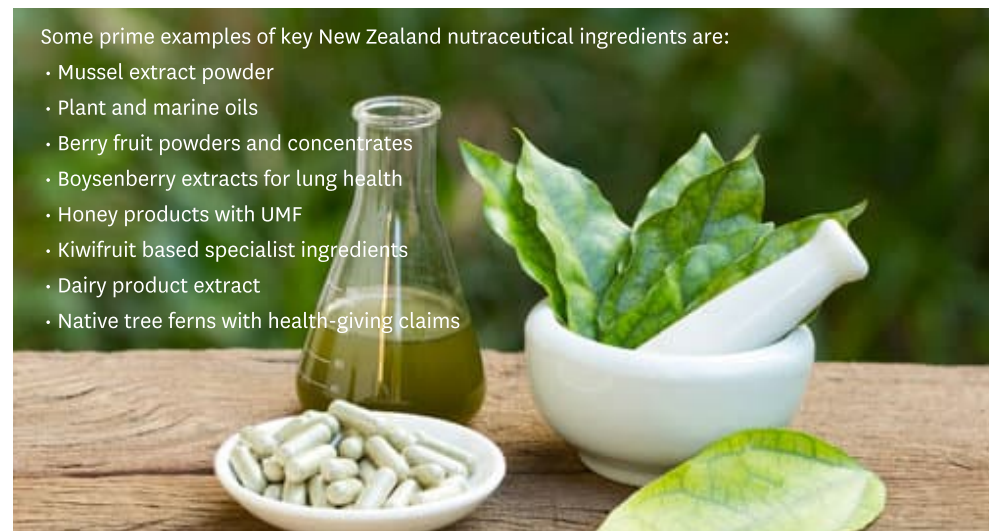 Some prime examples of key New Zealand nutraceutical ingredients are:
• Mussel extract powder
• Plant and marine oils
• Berry fruit powders and concentrates
• Boysenberry extracts for lung health
• Honey products with UMF
• Kiwifruit based specialist ingredients
• Dairy product extract
• Native tree ferns with health-giving claims